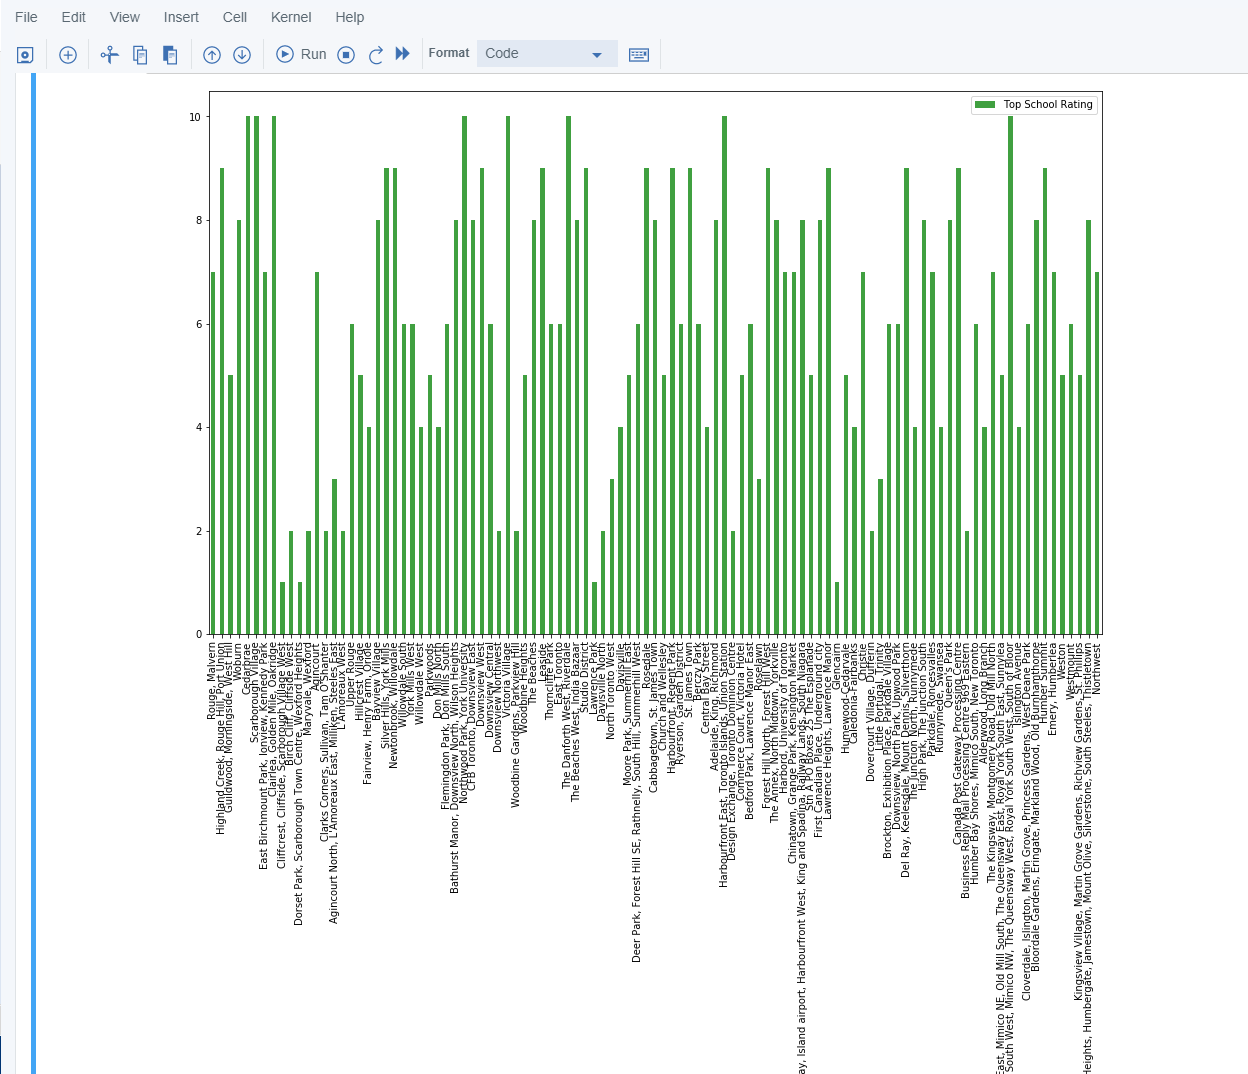 File Edit View Insert Cell Kernel Help
Run Format Code
Top School Rating
10
8
6
4
2
0
Rouge, Malvern
Highland Creek, Rouge Hill, Port Union
Guildwood, Morningside, West Hill
Woburn
Cedarbrae
Scarborough Village
East Birchmount Park, Ionview, Kennedy Park
Clairlea, Golden Mile, Oakridge
Cliffcrest, Cliffside, Scarborough Village West
Birch Cliff, Cliffside West
Dorset Park, Scarborough Town Centre, Wexford Heights
Maryvale, Wexford
Agincourt
Clarks Corners, Sullivan, Tam O'Shanter
Agincourt North, L'Amoreaux East, Milliken, Steeles East
L'Amoreaux West
Upper Rouge
Hillcrest Village
Fairview, Henry Farm, Oriole
Bayview Village
Silver Hills, York Mills
Newtonbrook, Willowdale
Willowdale South
York Mills West
Willowdale West
Parkwoods
Don Mills North
Flemingdon Park, Don Mills South
Bathurst Manor, Downsview North, Wilson Heights
Northwood Park, York University
CFB Toronto, Downsview East
Downsview West
Downsview Central
Downsview Northwest
Victoria Village
Woodbine Gardens, Parkview Hill
Woodbine Heights
The Beaches
Leaside
Thorncliffe Park
East Toronto
The Danforth West, Riverdale
The Beaches West, India Bazaar
Studio District
Lawrence Park
Davisville North
North Toronto West
Davisville
Moore Park, Summerhill East
Deer Park, Forest Hill SE, Rathnelly, South Hill, Summerhill West
Rosedale
Cabbagetown, St. James Town
Church and Wellesley
Harbourfront, Regent Park
Ryerson, Garden District
St. James Town
Berczy Park
Central Bay Street
Adelaide, King, Richmond
Harbourfront East, Toronto Islands, Union Station
Design Exchange, Toronto Dominion Centre
Commerce Court, Victoria Hotel
Bedford Park, Lawrence Manor East
Roselawn
Forest Hill North, Forest Hill West
The Annex, North Midtown, Yorkville
Harbord, University of Toronto
Chinatown, Grange Park, Kensington Market
ay, Island airport, Harbourfront West, King and Spadina, Railway Lands, South Niagara
Stn A PO Boxes 25 The Esplanade
First Canadian Place, Underground city
Lawrence Heights, Lawrence Manor
Glencairn
Humewood-Cedarvale
Caledonia-Fairbanks
Christie
Dovercourt Village, Dufferin
Little Portugal, Trinity
Brockton, Exhibition Place, Parkdale Village
Downsview, North Park, Upwood Park
Del Ray, Keelesdale, Mount Dennis, Silverthorn
The Junction North, Runnymede
High Park, The Junction South
Parkdale, Roncesvalles
Runnymede, Swansea
Queen's Park
Canada Post Gateway Processing Centre
Business Reply Mail Processing Centre 969 Eastern
Humber Bay Shores, Mimico South, New Toronto
Alderwood, Long Branch
The Kingsway, Montgomery Road, Old Mill North
East, Mimico NE, Old Mill South, The Queensway East, Royal York South East, Sunnylea
South West, Mimico NW, The Queensway West, Royal York South West, Bloor
Islington Avenue
Cloverdale, Islington, Martin Grove, Princess Gardens, West Deane Park
Bloordale Gardens, Eringate, Markland Wood, Old Burnhamthorpe
Humber Summit
Emery, Humberlea
Weston
Westmount
Kingsview Village, Martin Grove Gardens, Richview Gardens, St. Phillips
Heights, Humbergate, Jamestown, Mount Olive, Silverstone, South Steeles, Thistletown
Northwest